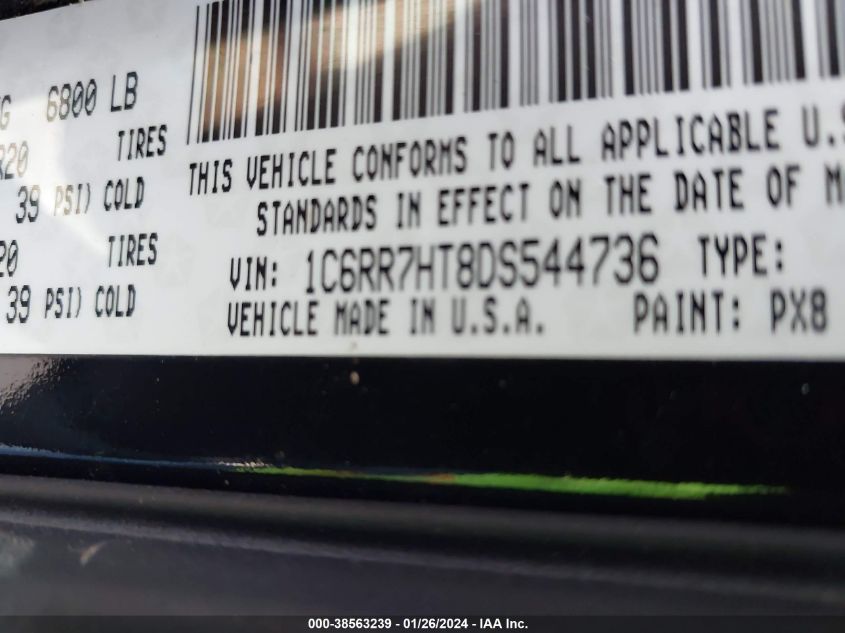 6800 LB
TIRES
39 PSI) COLD
TIRES
39 PSI) COLD
THIS VEHICLE CONFORMS TO ALL APPLICABLE U.S
STANDARDS IN EFFECT ON THE DATE OF M
VIN: 1C6RR7HT8DS544736 TYPE:
VEHICLE MADE IN U.S.A. PAINT: PX8
000-38563239 - 01/26/2024 - IAA Inc.